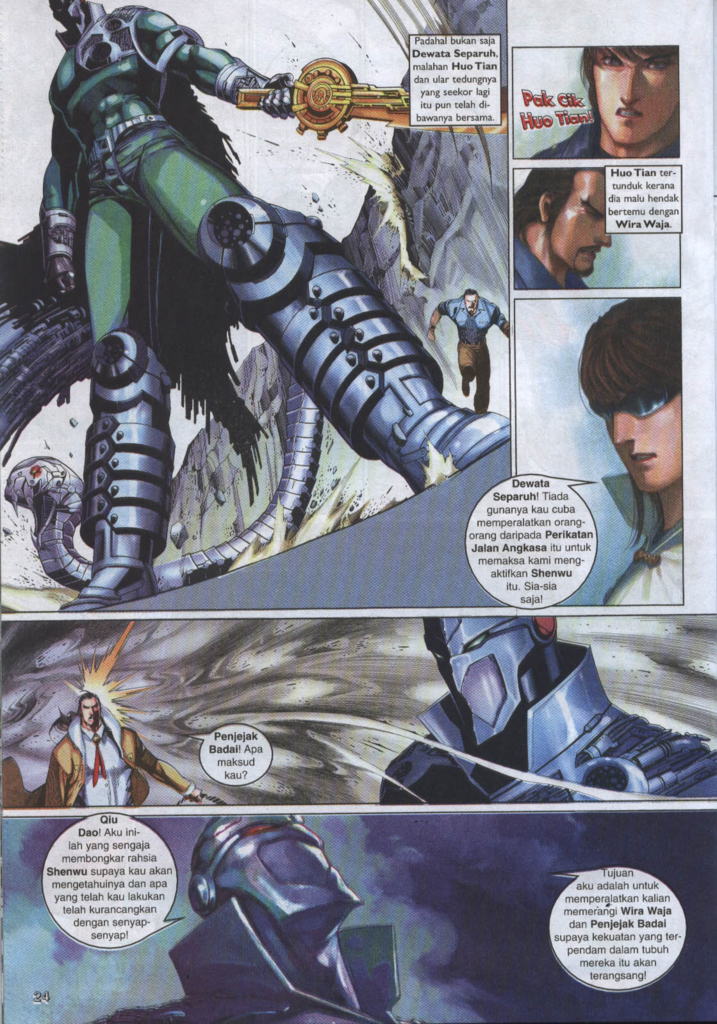 Padahal bukan saja
Dewata Separuh,
malahan Huo Tian
dan ular tedungnya
yang seekor lagi
itu pun telah di-
bawanya bersama.
Pak Cik
Huo Tian!
Huo Tian ter-
tunduk kerana
dia malu hendak
bertemu dengan
Wira Waja.
Dewata
Separuh! Tiada
gunanya kau cuba
memperalatkan orang-
orang daripada Perikatan
Jalan Angkasa itu untuk
memaksa kami meng-
aktifkan Shenwu
itu. Sia-sia
saja!
Penjejak
Badai! Apa
maksud
kau?
Qiu
Dao! Aku ini-
lah yang sengaja
membongkar rahsia
Shenwu supaya kau akan
mengetahuinya dan apa
yang telah kau lakukan
telah kurancangkan
dengan senyap-
senyap!
Tujuan
aku adalah untuk
memperalatkan kalian
memerangi Wira Waja
dan Penjejak Badai
supaya kekuatan yang ter-
pendam dalam tubuh
mereka itu akan
terangsang!
24